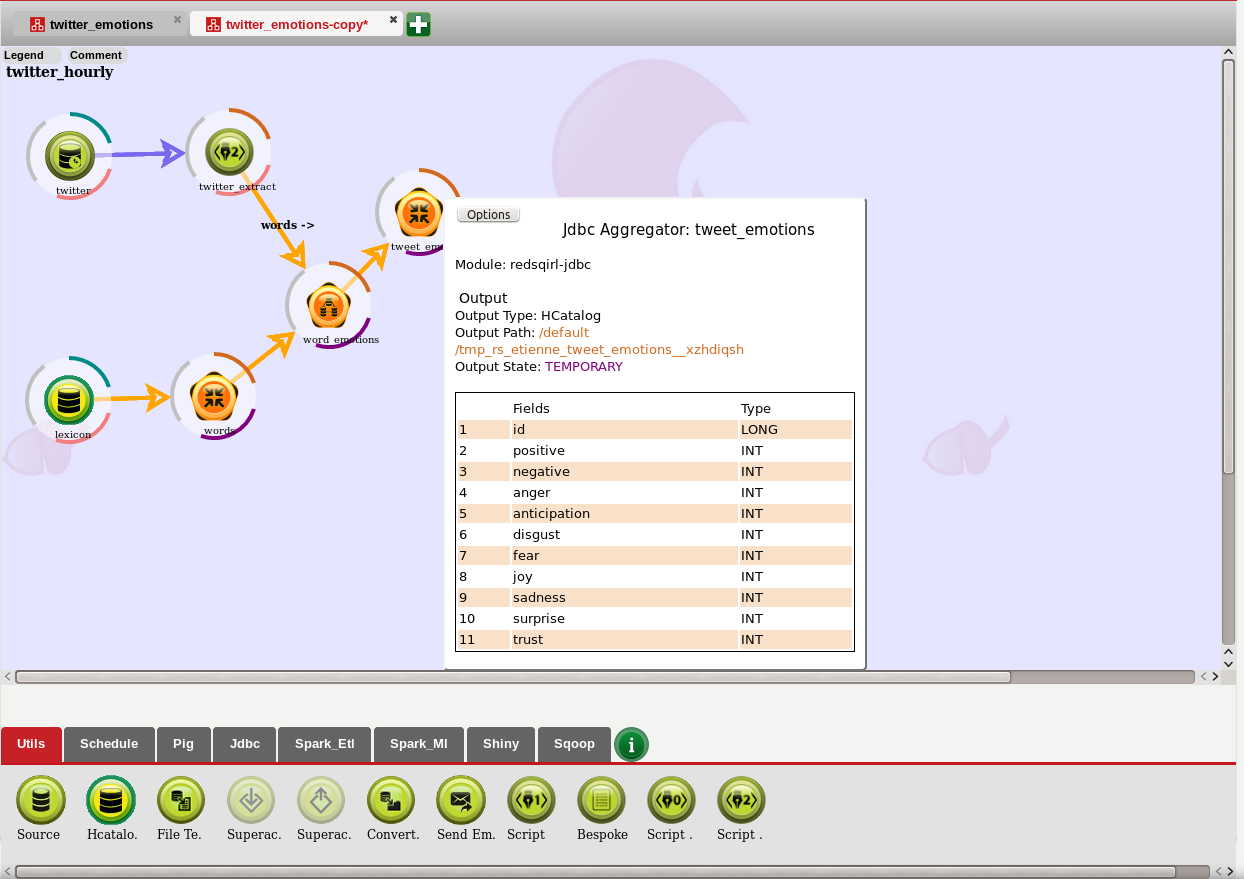 twitter_emotions
twitter_emotions-copy*
Legend
Comment
twitter_hourly
twitter
twitter_extract
words ->
tweet_em
word_emotions
lexicon
words
Options
Jdbc Aggregator: tweet_emotions
Module: redsqirl-jdbc
Output
Output Type: HCatalog
Output Path: /default
/tmp_rs_etienne_tweet_emotions__xzhdiqsh
Output State: TEMPORARY
Fields Type
1 id LONG
2 positive INT
3 negative INT
4 anger INT
5 anticipation INT
6 disgust INT
7 fear INT
8 joy INT
9 sadness INT
10 surprise INT
11 trust INT
Utils Schedule Pig Jdbc Spark_Etl Spark_Ml Shiny Sqoop i
2
1 0 2
Source Hcatalo. File Te. Superac. Superac. Convert. Send Em. Script Bespoke Script . Script .